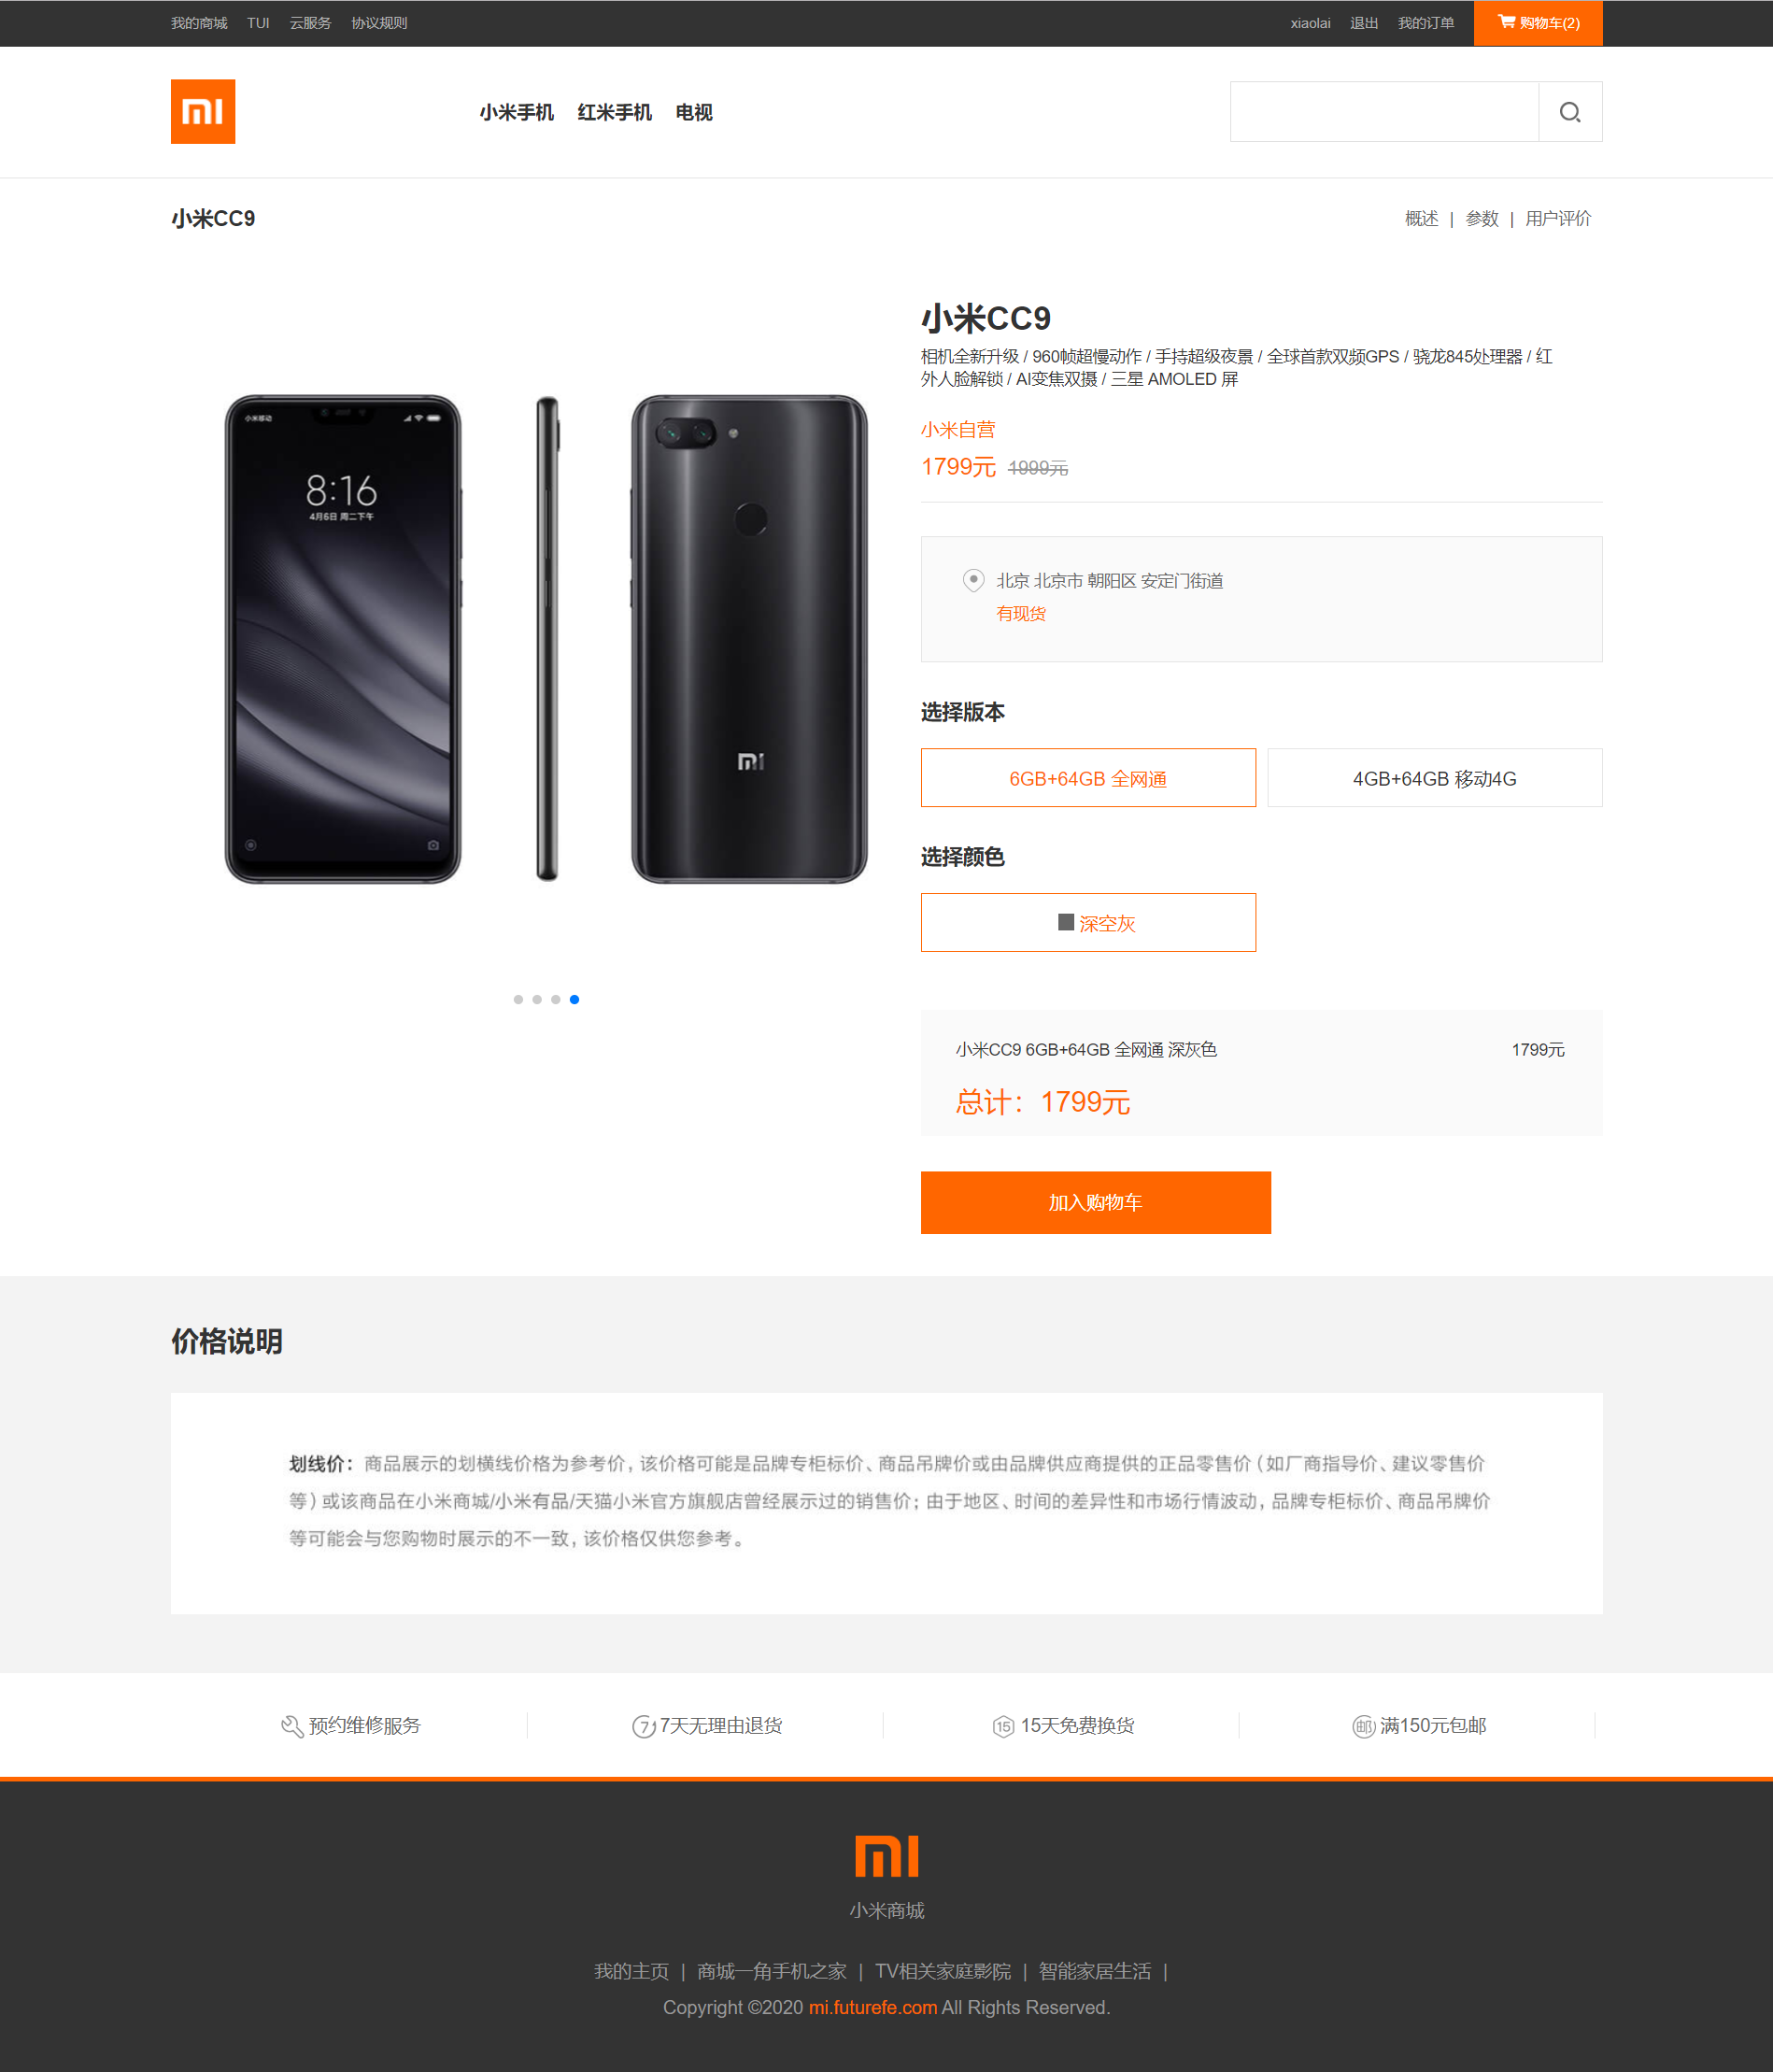 我的商城 TUI 云服务 协议规则 xiaolai 退出 我的订单 购物车(2)
小米手机 红米手机 电视
小米CC9 概述 | 参数 | 用户评价
小米CC9
相机全新升级 / 960帧超慢动作 / 手持超级夜景 / 全球首款双频GPS / 骁龙845处理器 / 红
外人脸解锁 / AI变焦双摄 / 三星 AMOLED 屏
小米自营
1799元 1999元
小米移动
8:16
4月6日 周二下午
北京 北京市 朝阳区 安定门街道
有现货
选择版本
6GB+64GB 全网通 4GB+64GB 移动4G
选择颜色
深空灰
小米CC9 6GB+64GB 全网通 深灰色 1799元
总计：1799元
加入购物车
价格说明
划线价：商品展示的划横线价格为参考价，该价格可能是品牌专柜标价、商品吊牌价或由品牌供应商提供的正品零售价（如厂商指导价、建议零售价
等）或该商品在小米商城/小米有品/天猫小米官方旗舰店曾经展示过的销售价；由于地区、时间的差异性和市场行情波动，品牌专柜标价、商品吊牌价
等可能会与您购物时展示的不一致，该价格仅供您参考。
预约维修服务 7 7天无理由退货 15 15天免费换货 邮 满150元包邮
小米商城
我的主页 | 商城一角手机之家 | TV相关家庭影院 | 智能家居生活 |
Copyright ©2020 mi.futurefe.com All Rights Reserved.